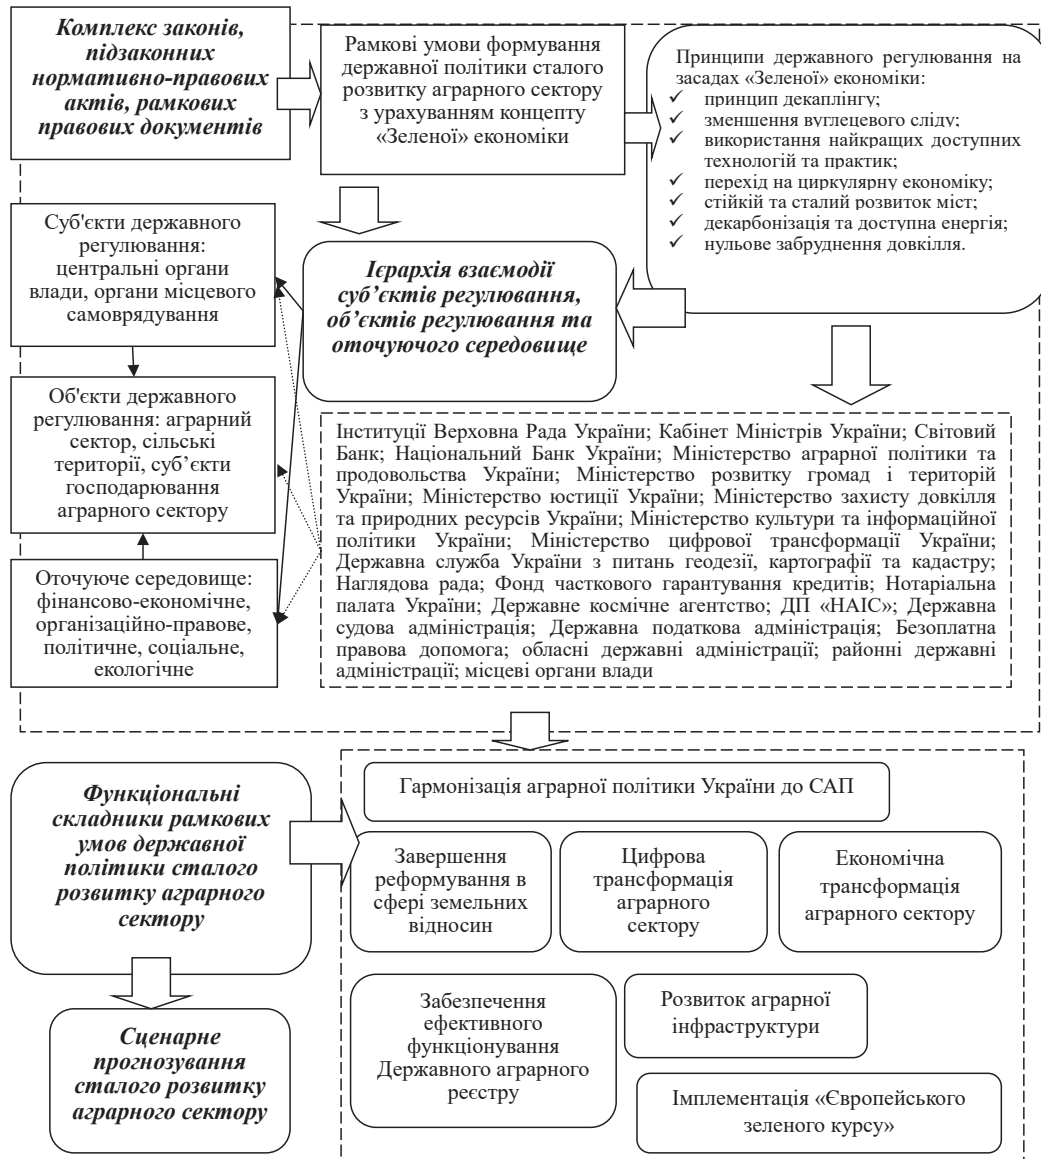 Комплекс законів,
підзаконних
нормативно-правових
актів, рамкових
правових документів
Рамкові умови формування
державної політики сталого
розвитку аграрного сектору
з урахуванням концепту
«Зеленої» економіки
Принципи державного регулювання на
засадах «Зеленої» економіки:
✓ принцип декаплінгу;
✓ зменшення вуглецевого сліду;
✓ використання найкращих доступних
технологій та практик;
✓ перехід на циркулярну економіку;
✓ стійкій та сталий розвиток міст;
✓ декарбонізація та доступна енергія;
✓ нульове забруднення довкілля.
Суб'єкти державного
регулювання:
центральні органи
влади, органи місцевого
самоврядування
Ієрархія взаємодії
суб’єктів регулювання,
об’єктів регулювання та
оточуючого середовище
Об'єкти державного
регулювання: аграрний
сектор, сільські
території, суб’єкти
господарювання
аграрного сектору
Оточуюче середовище:
фінансово-економічне,
організаційно-правове,
політичне, соціальне,
екологічне
Інституції Верховна Рада України; Кабінет Міністрів України; Світовий
Банк; Національний Банк України; Міністерство аграрної політики та
продовольства України; Міністерство розвитку громад і територій
України; Міністерство юстиції України; Міністерство захисту довкілля
та природних ресурсів України; Міністерство культури та інформаційної
політики України; Міністерство цифрової трансформації України;
Державна служба України з питань геодезії, картографії та кадастру;
Наглядова рада; Фонд часткового гарантування кредитів; Нотаріальна
палата України; Державне космічне агентство; ДП «НАІС»; Державна
судова адміністрація; Державна податкова адміністрація; Безоплатна
правова допомога; обласні державні адміністрації; районні державні
адміністрації; місцеві органи влади
Функціональні
складники рамкових
умов державної
політики сталого
розвитку аграрного
сектору
Гармонізація аграрної політики України до САП
Завершення
реформування в
сфері земельних
відносин
Цифрова
трансформація
аграрного
сектору
Економічна
трансформація
аграрного сектору
Забезпечення
ефективного
функціонування
Державного аграрного
реєстру
Розвиток аграрної
інфраструктури
Імплементація «Європейського
зеленого курсу»
Сценарне
прогнозування
сталого розвитку
аграрного сектору